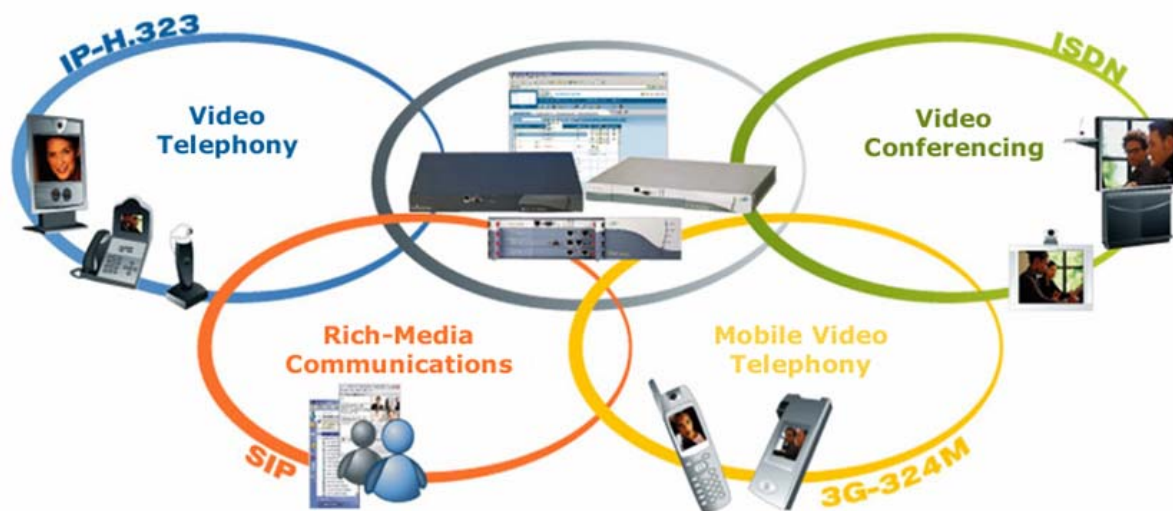 IP-H.323
ISDN
Video
Telephony
Video
Conferencing
Rich-Media
Communications
Mobile Video
Telephony
SIP
3G-324M